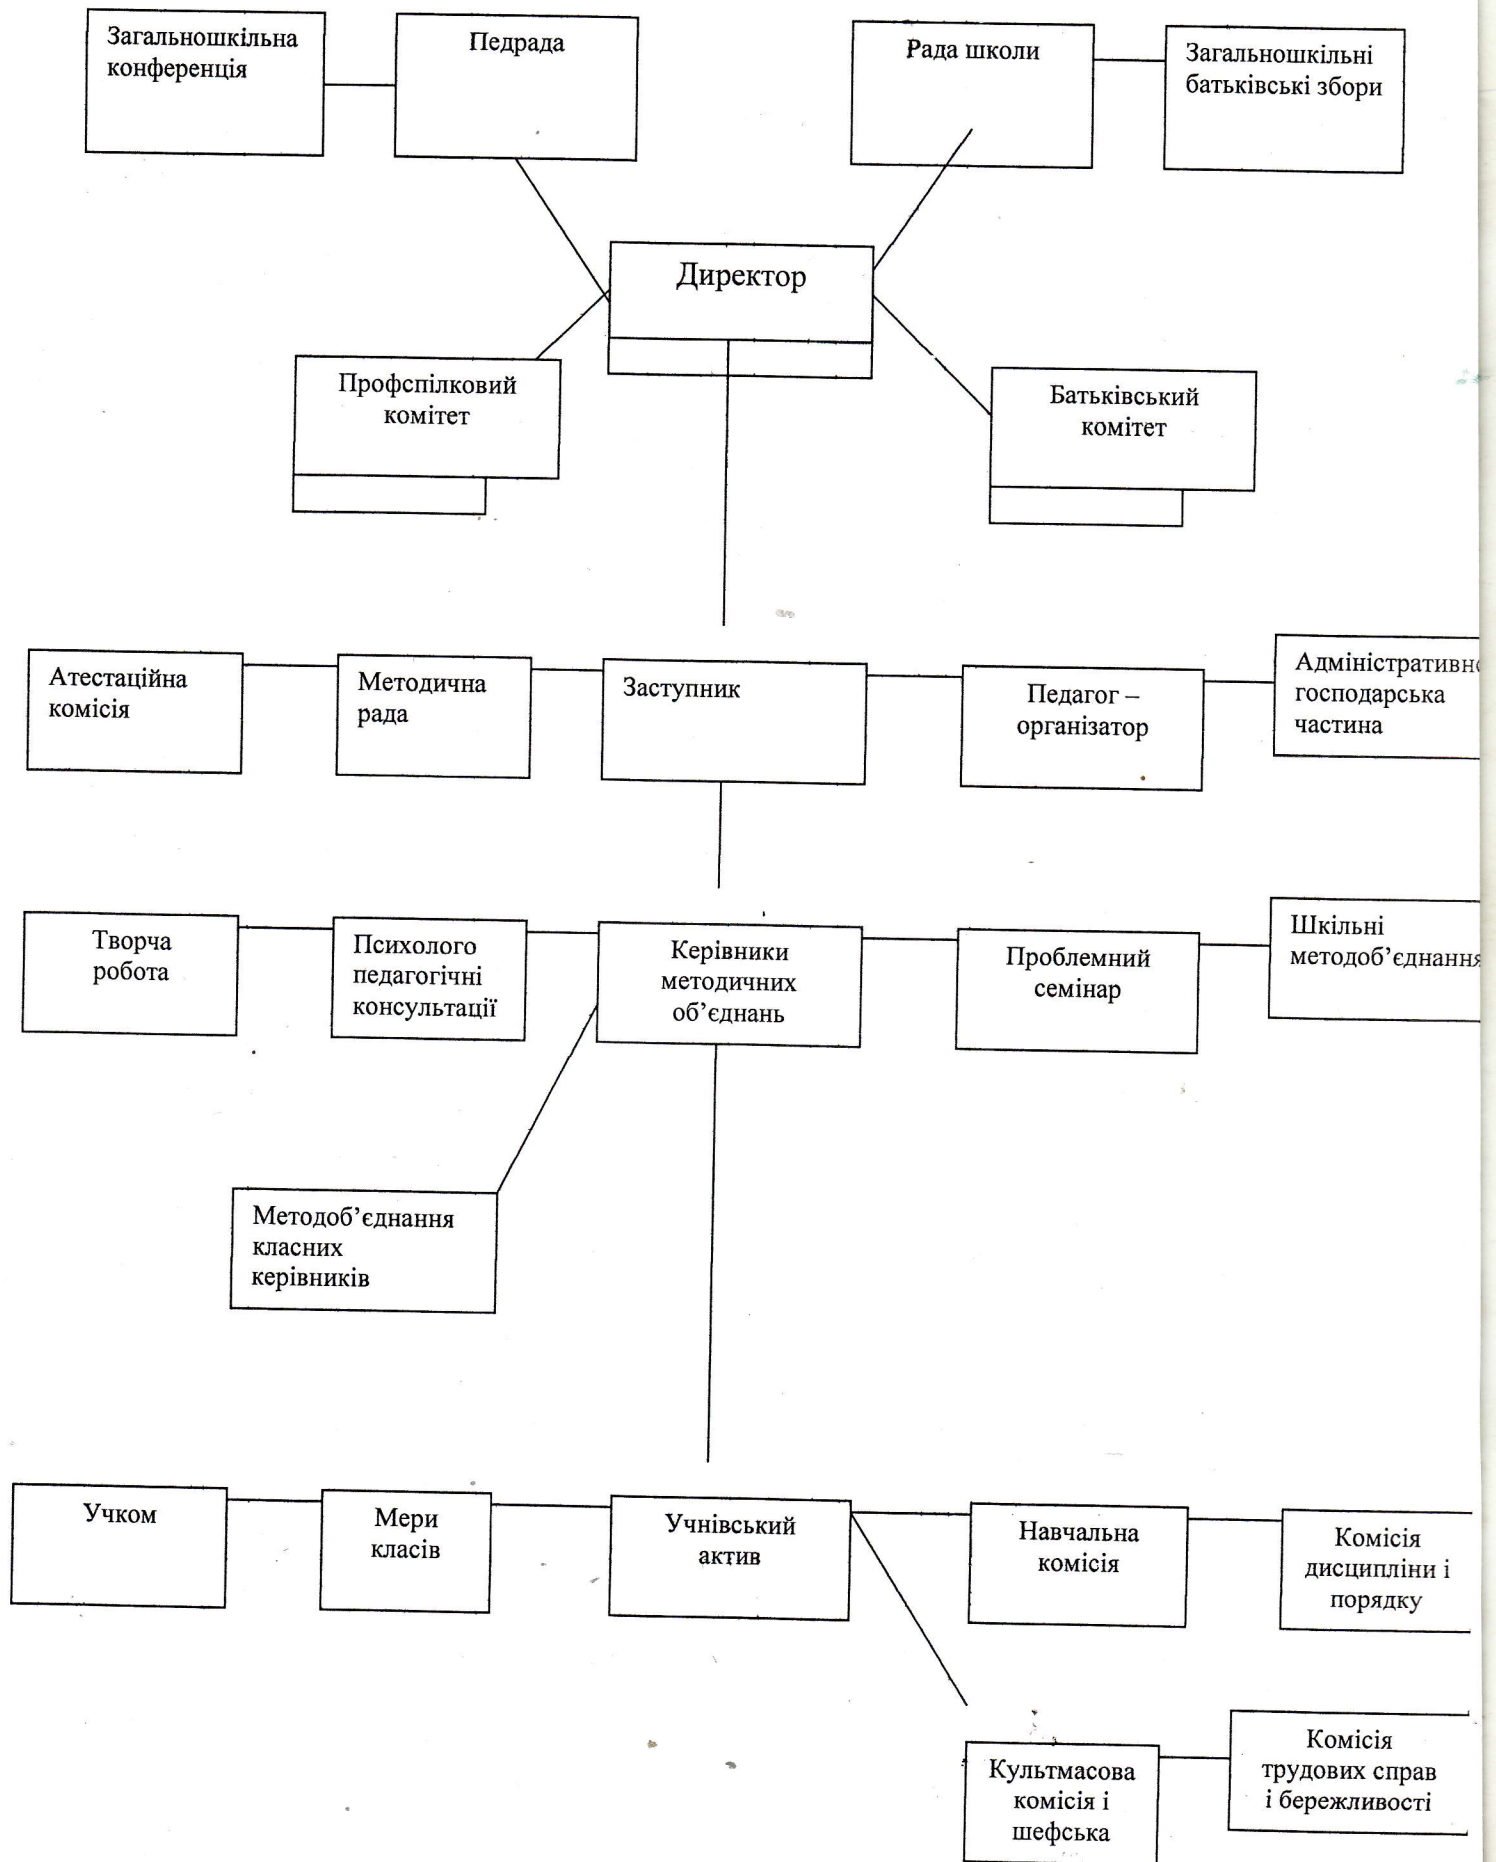 Загальношкільна
конференція
Педрада
Рада школи
Загальношкільні
батьківські збори
Директор
Профспілковий
комітет
Батьківський
комітет
Атестаційна
комісія
Методична
рада
Заступник
Педагог –
організатор
Адміністративно
господарська
частина
Творча
робота
Психолого
педагогічні
консультації
Керівники
методичних
об’єднань
Проблемний
семінар
Шкільні
методоб’єднання
Методоб’єднання
класних
керівників
Учком
Мери
класів
Учнівський
актив
Навчальна
комісія
Комісія
дисципліни і
порядку
Культмасова
комісія і
шефська
Комісія
трудових справ
і бережливості